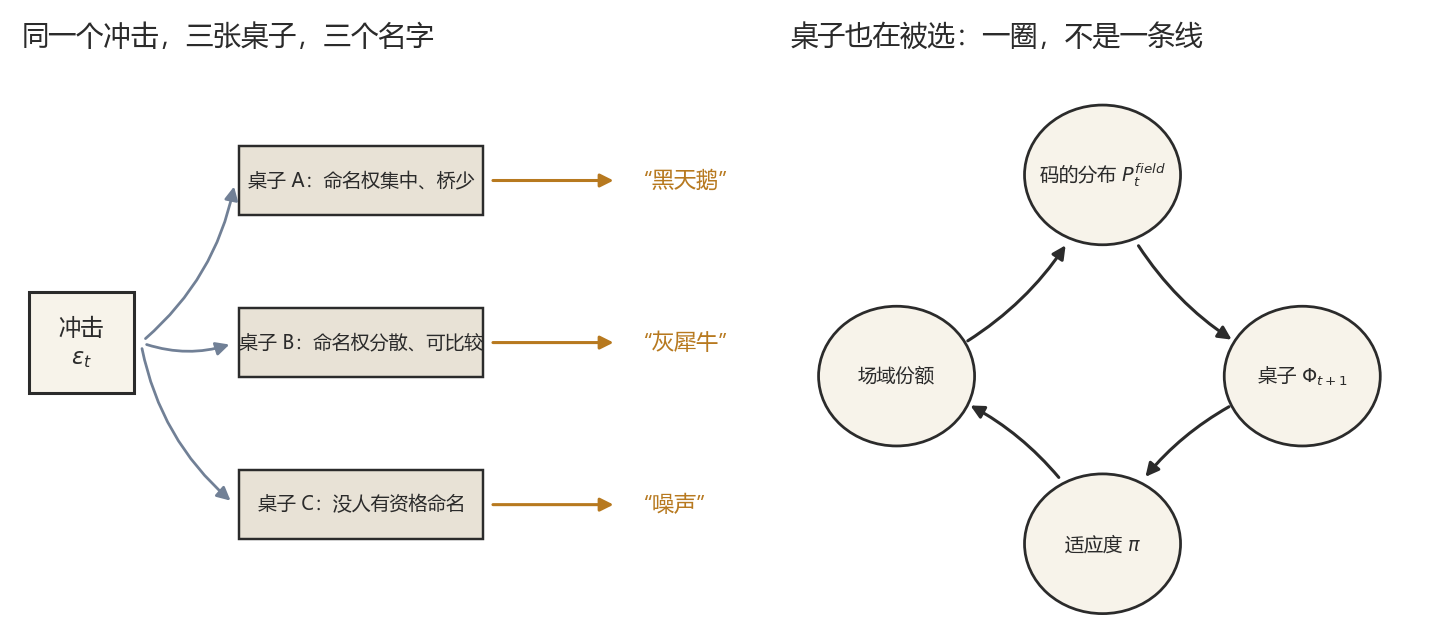 同一个冲击，三张桌子，三个名字
桌子 A：命名权集中、桥少
“黑天鹅”
冲击
εt
桌子 B：命名权分散、可比较
“灰犀牛”
桌子 C：没人有资格命名
“噪声”
桌子也在被选：一圈，不是一条线
码的分布 P_t^{field}
桌子 Φ_{t+1}
适应度 π
场域份额